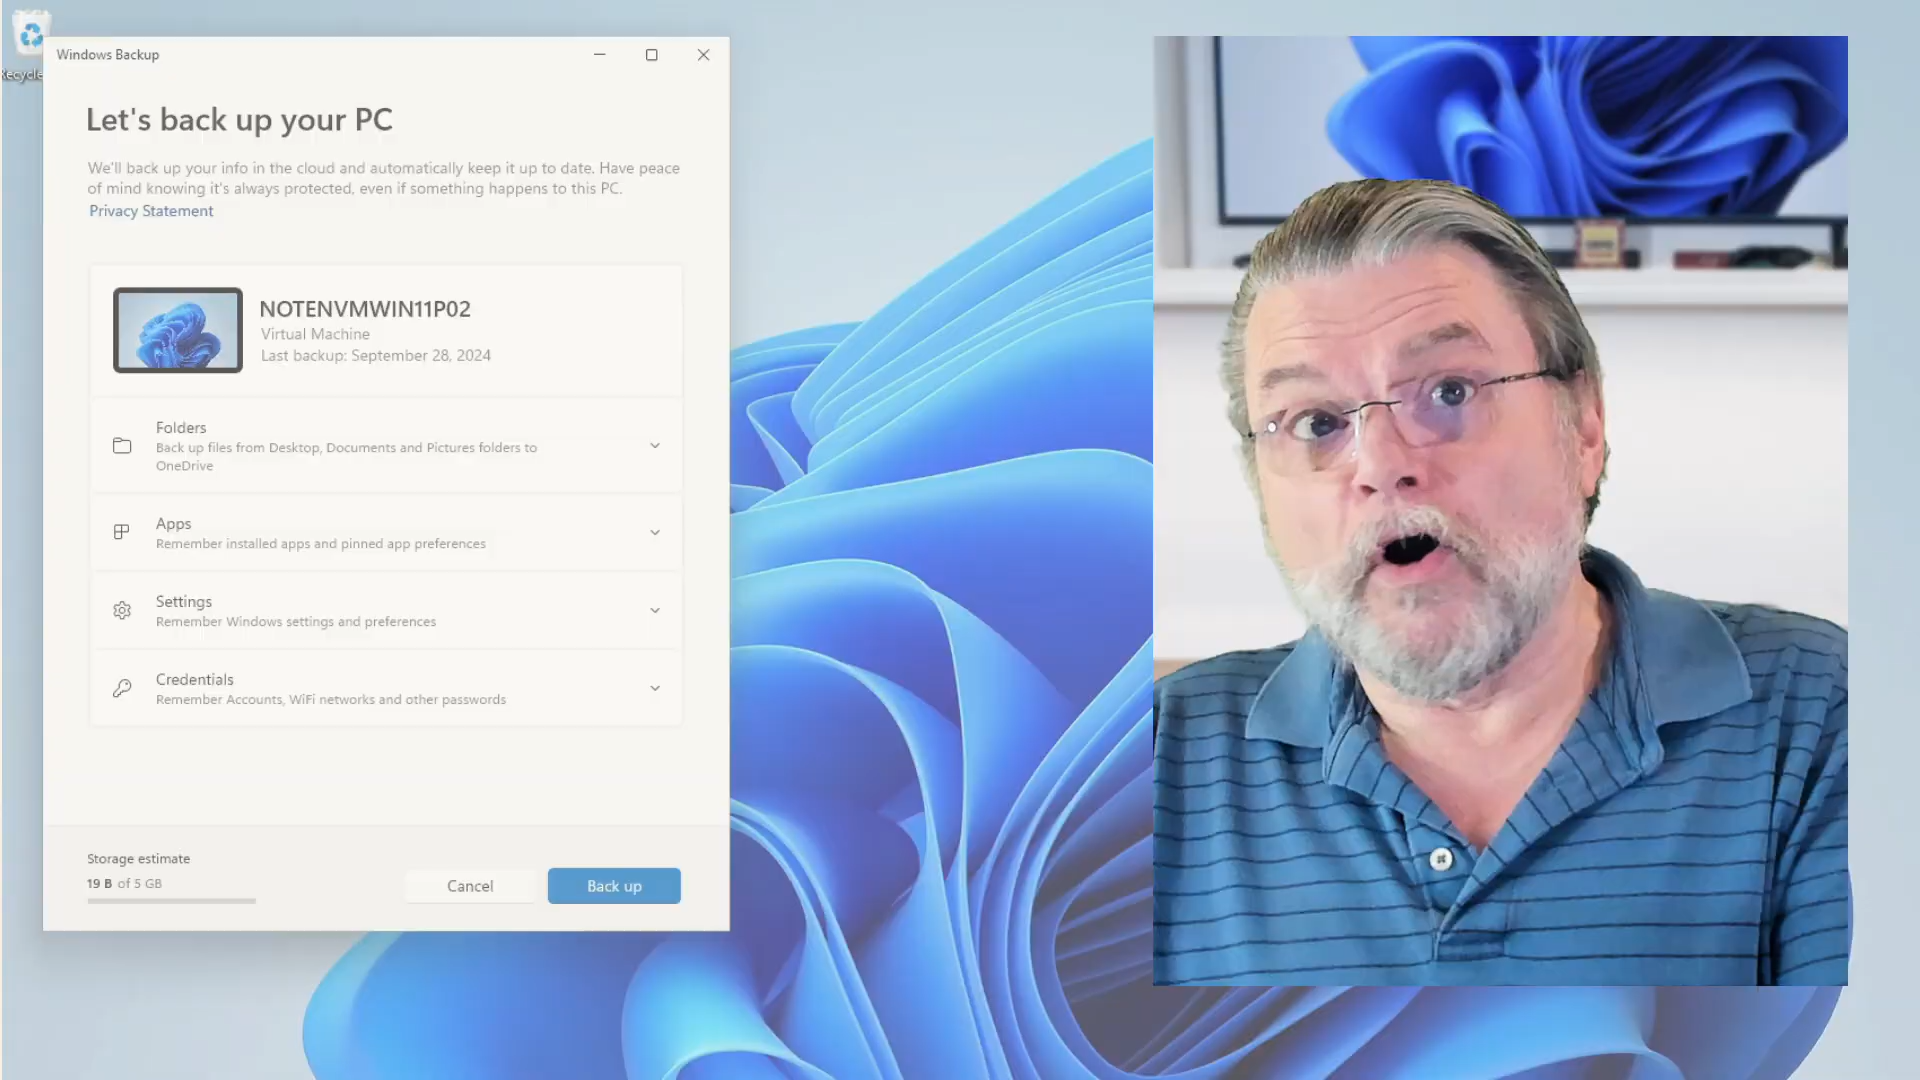 Recycle
Windows Backup
Let's back up your PC
We'll back up your info in the cloud and automatically keep it up to date. Have peace
of mind knowing it's always protected, even if something happens to this PC.
Privacy Statement
NOTENVMWIN11P02
Virtual Machine
Last backup: September 28, 2024
Folders
Back up files from Desktop, Documents and Pictures folders to
OneDrive
Apps
Remember installed apps and pinned app preferences
Settings
Remember Windows settings and preferences
Credentials
Remember Accounts, WiFi networks and other passwords
Storage estimate
19 B of 5 GB
Cancel
Back up